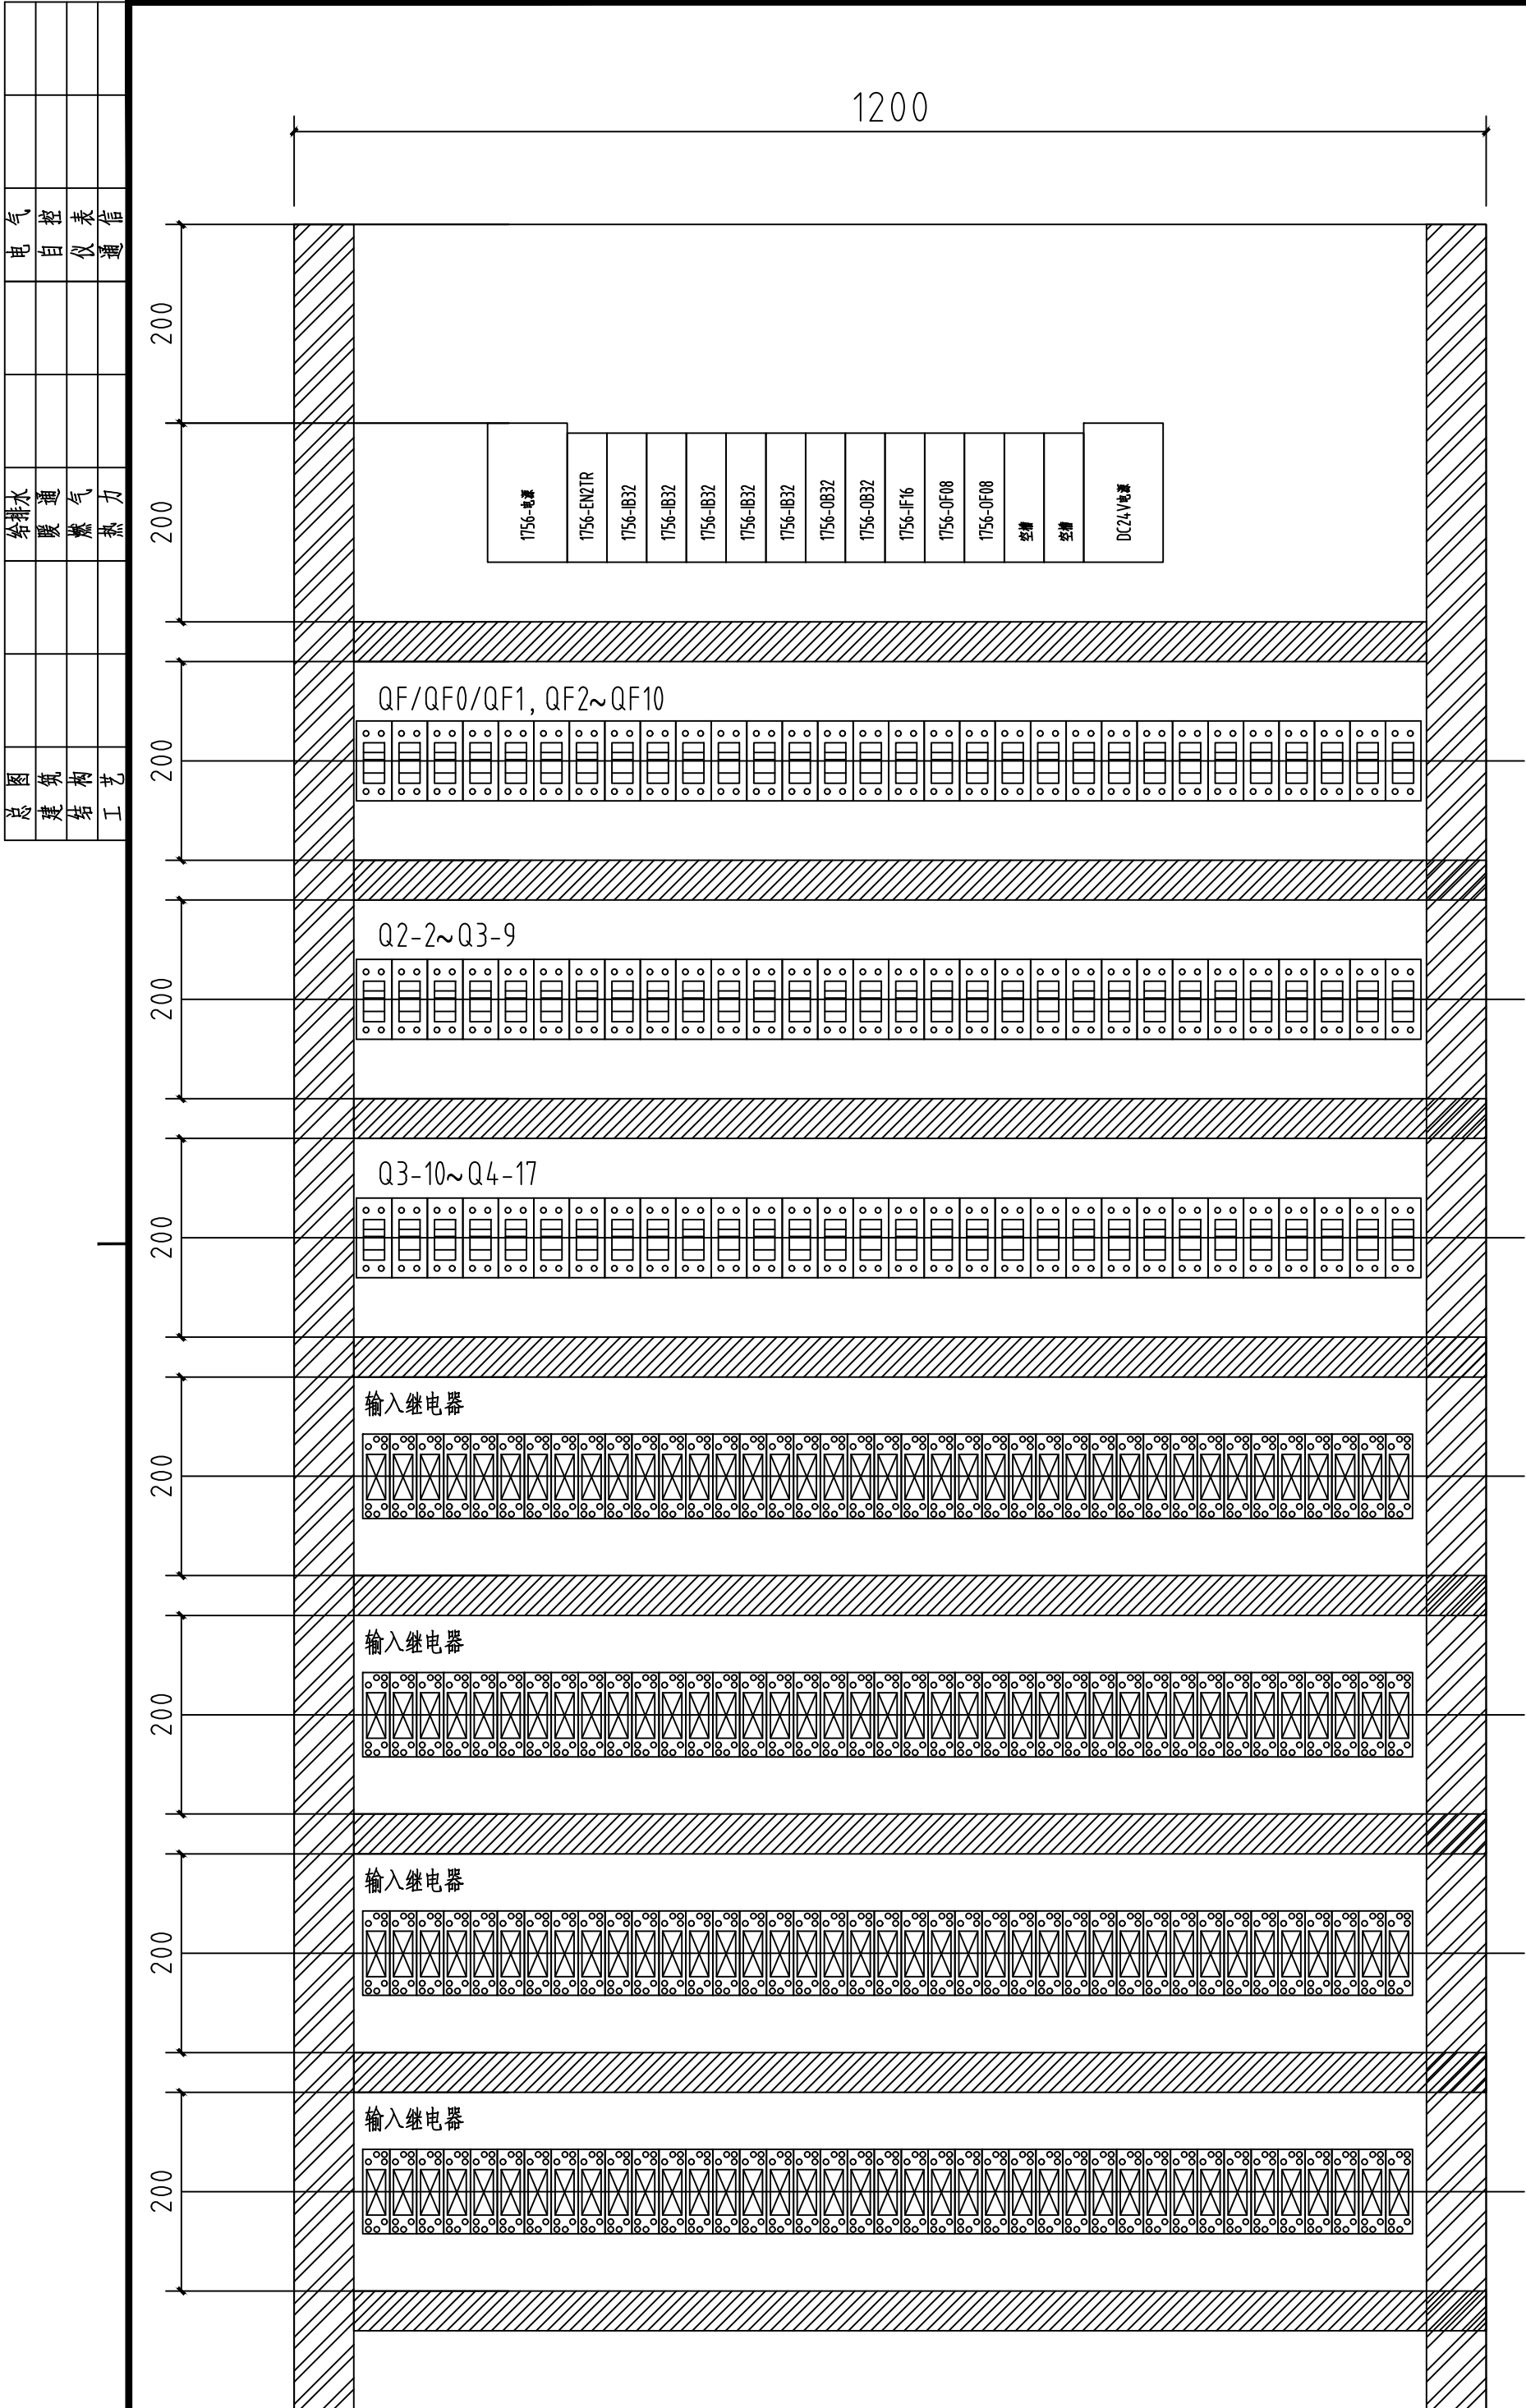 1200
电气
自控
仪表
通信
给排水
暖通
燃气
热力
总图
建筑
结构
工艺
200
200
1756-电源
1756-EN2TR
1756-IB32
1756-IB32
1756-IB32
1756-IB32
1756-IB32
1756-OB32
1756-OB32
1756-IF16
1756-OF08
1756-OF08
空槽
空槽
DC24V电源
QF/QF0/QF1, QF2~QF10
200
Q2-2~Q3-9
200
Q3-10~Q4-17
200
输入继电器
200
输入继电器
200
输入继电器
200
输入继电器
200